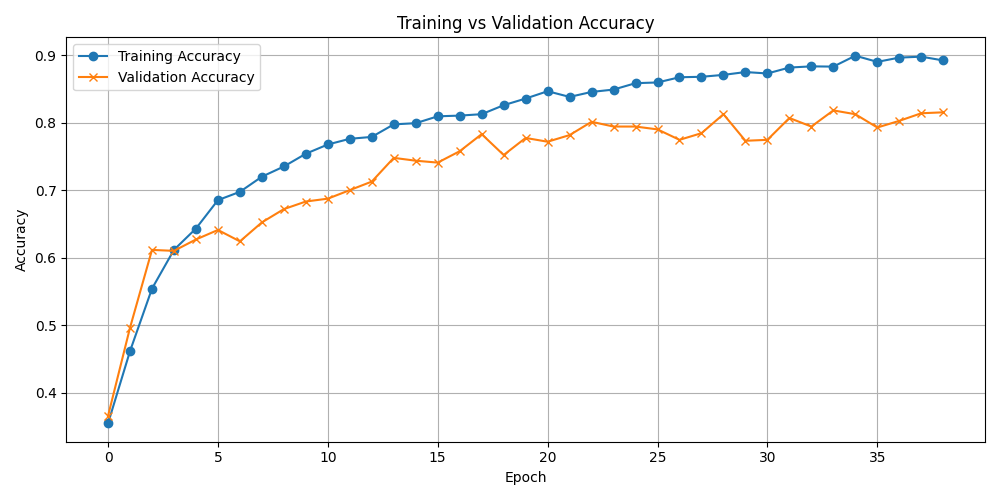 Training vs Validation Accuracy
Training Accuracy
Validation Accuracy
Accuracy
0.9
0.8
0.7
0.6
0.5
0.4
0 5 10 15 20 25 30 35
Epoch